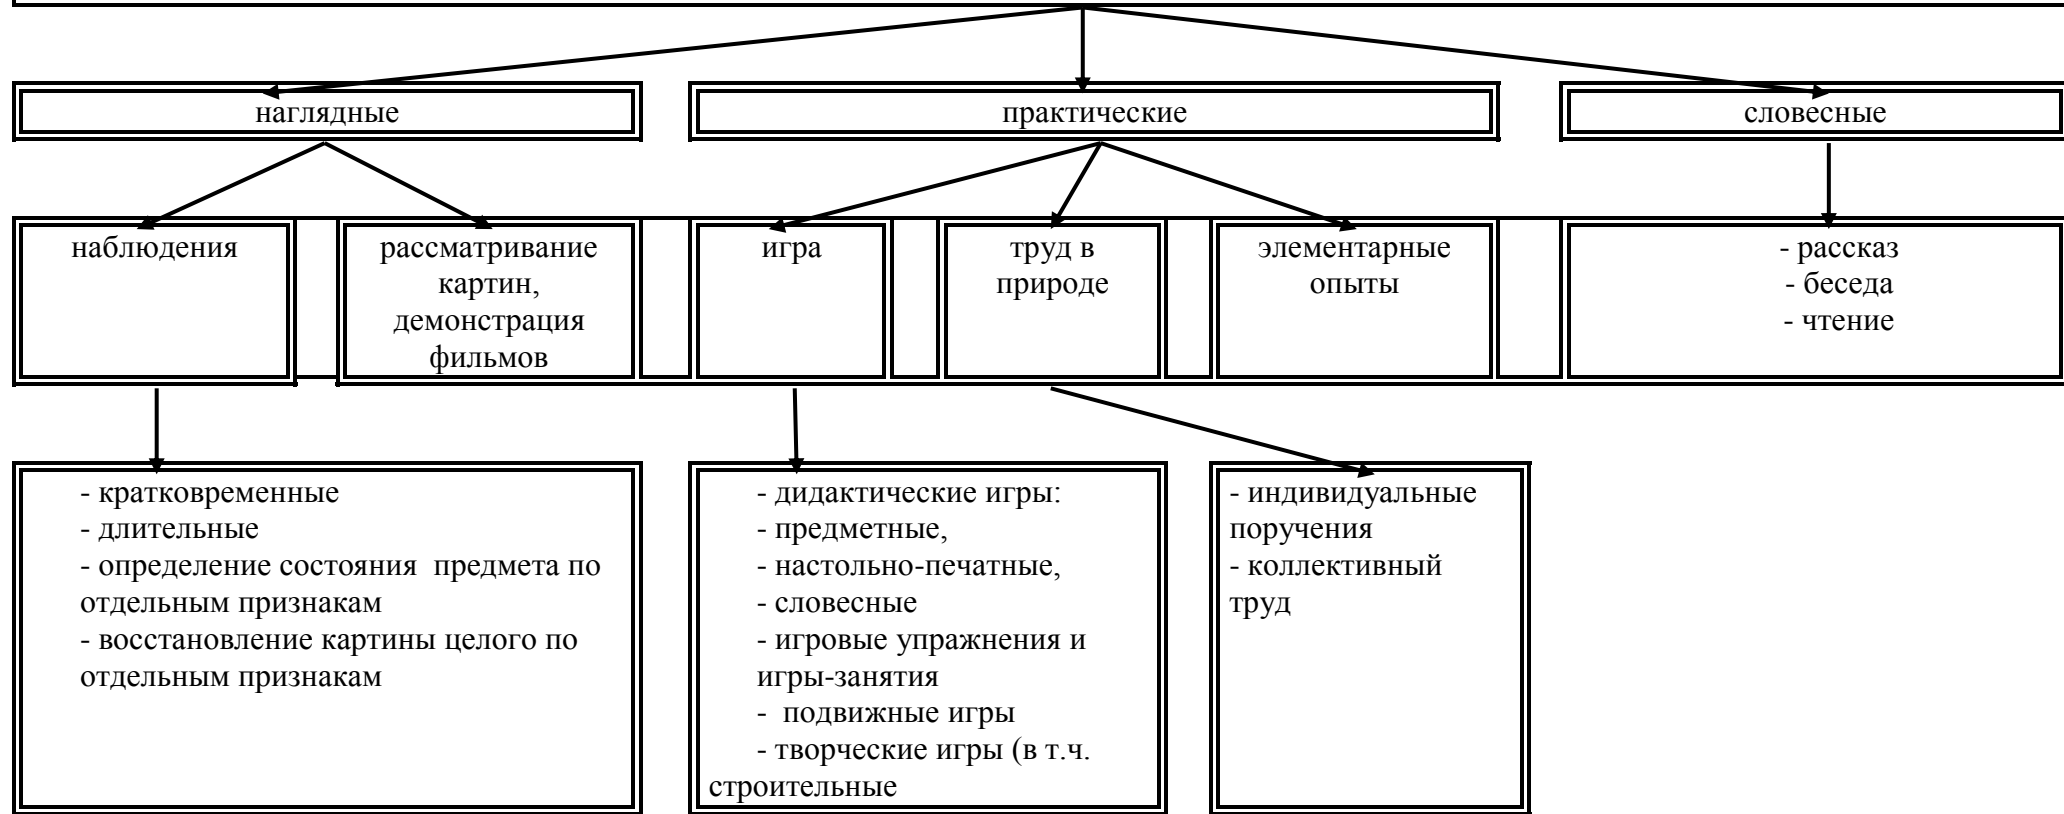 наглядные
практические
словесные
наблюдения
рассматривание
картин,
демонстрация
фильмов
игра
труд в
природе
элементарные
опыты
- рассказ
- беседа
- чтение
- кратковременные
- длительные
- определение состояния предмета по
отдельным признакам
- восстановление картины целого по
отдельным признакам
- дидактические игры:
- предметные,
- настольно-печатные,
- словесные
- игровые упражнения и
игры-занятия
- подвижные игры
- творческие игры (в т.ч.
строительные
- индивидуальные
поручения
- коллективный
труд